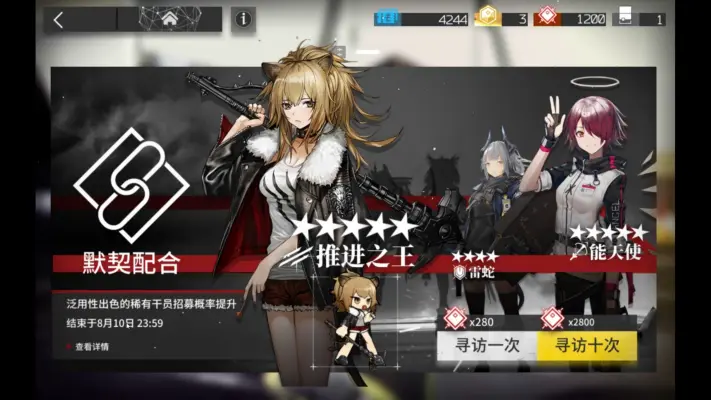 4244
3
1200
1
默契配合
泛用性出色的稀有干员招募概率提升
结束于8月10日 23:59
查看详情
推进之王
雷蛇
能天使
x280
x2800
寻访一次
寻访十次